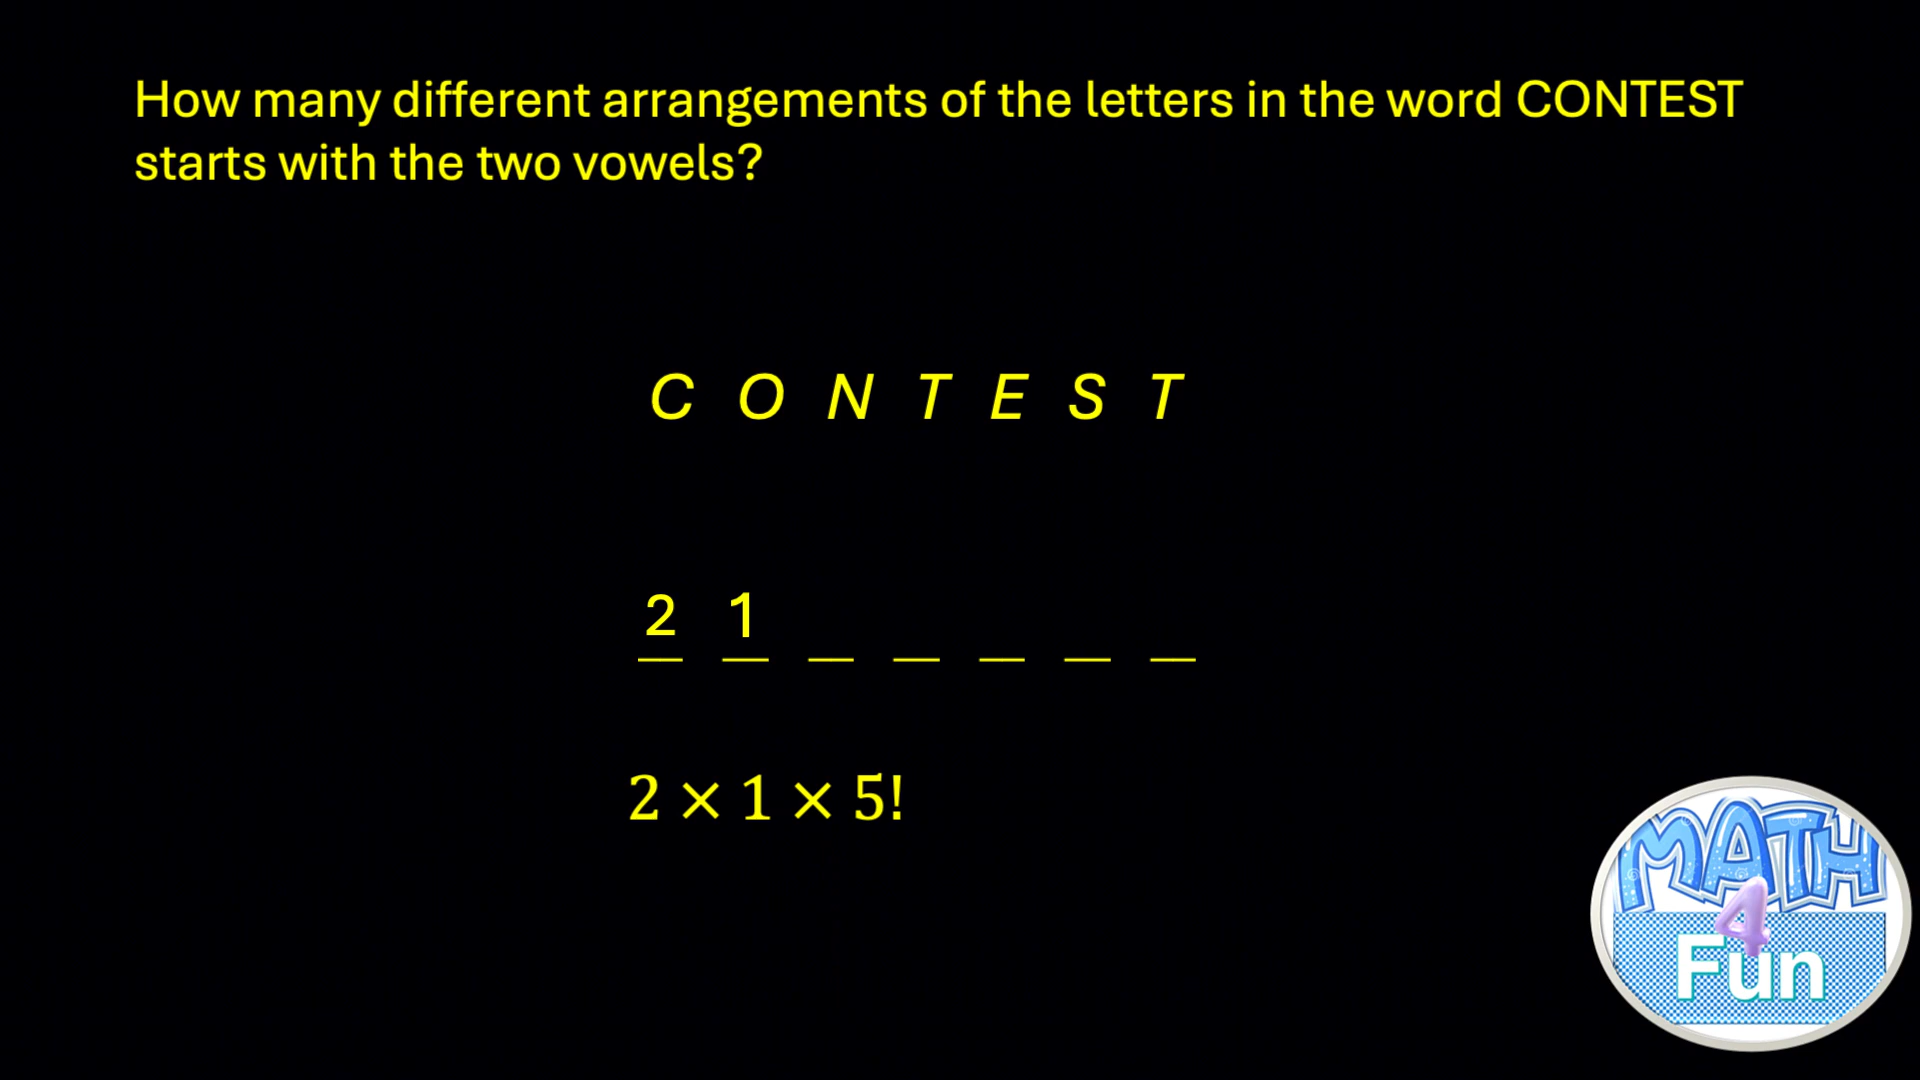 How many different arrangements of the letters in the word CONTEST
starts with the two vowels?
C O N T E S T
2 1
2 × 1 × 5!
MATH
4
Fun